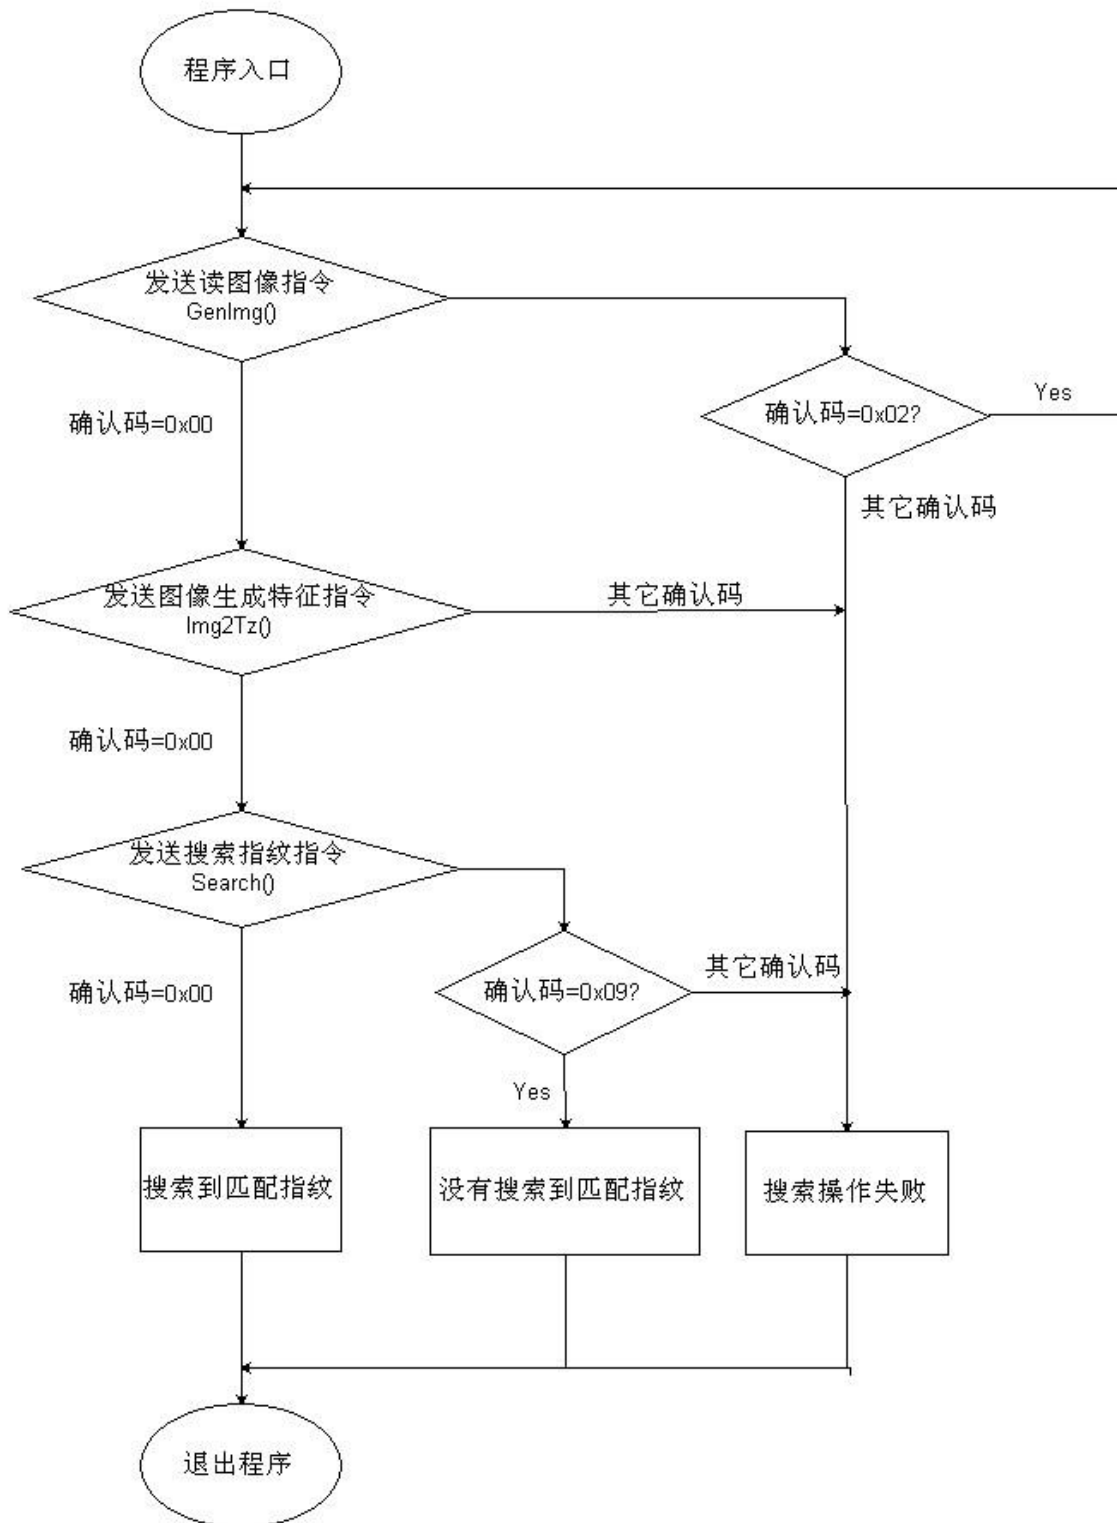 程序入口
发送读图像指令
GenImg()
确认码=0x00
确认码=0x02?
Yes
其它确认码
发送图像生成特征指令
Img2Tz()
其它确认码
确认码=0x00
发送搜索指纹指令
Search()
确认码=0x00
确认码=0x09?
其它确认码
Yes
搜索到匹配指纹
没有搜索到匹配指纹
搜索操作失败
退出程序